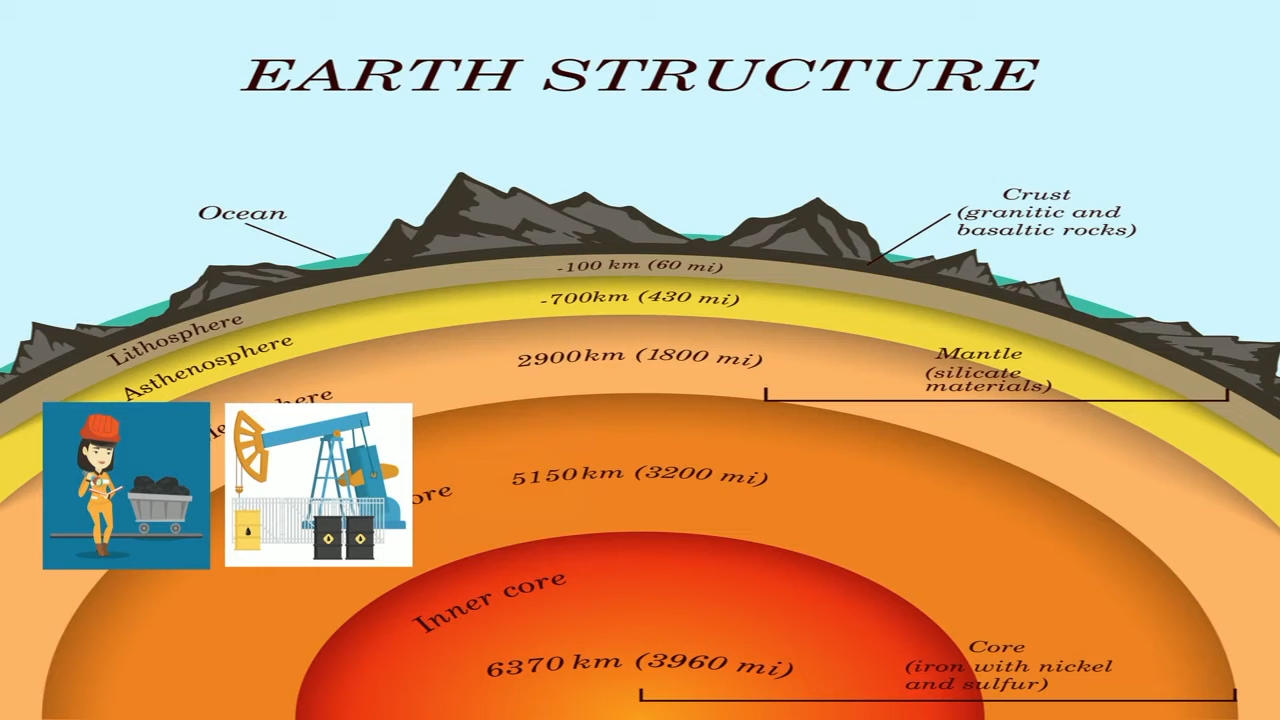 EARTH STRUCTURE
Ocean
Crust
(granitic and
basaltic rocks)
-100 km (60 mi)
Lithosphere
-700km (430 mi)
Asthenosphere
2900km (1800 mi)
Mantle
(silicate
materials)
5150km (3200 mi)
Inner core
6370 km (3960 mi)
Core
(iron with nickel
and sulfur)